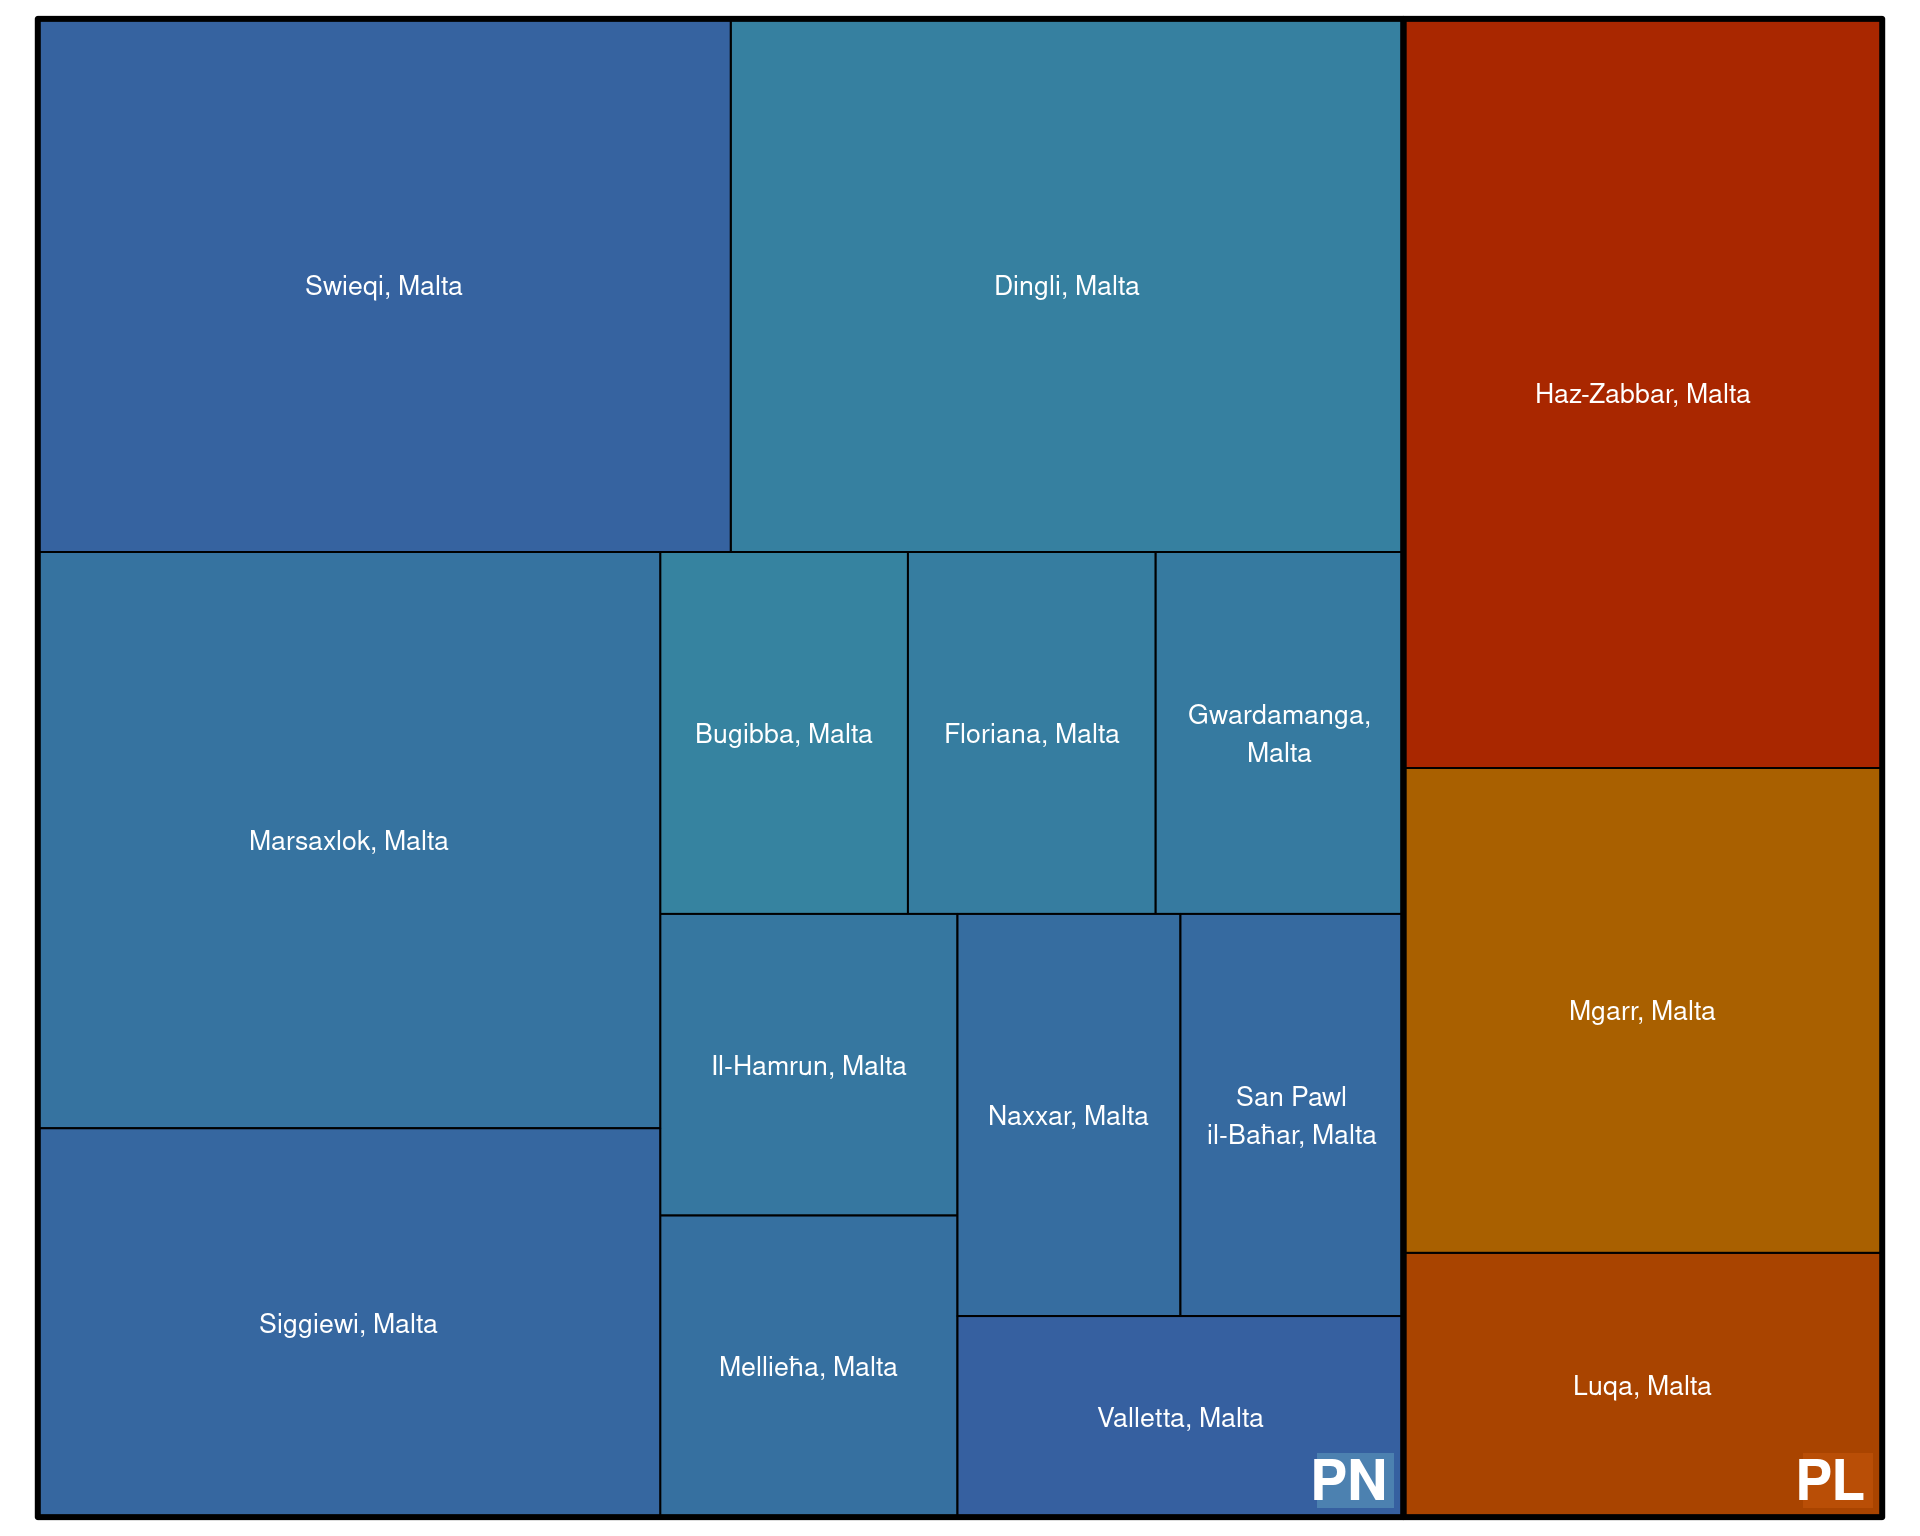 Swieqi, Malta
Dingli, Malta
Haz-Zabbar, Malta
Marsaxlok, Malta
Bugibba, Malta
Floriana, Malta
Gwardamanga,
Malta
Mgarr, Malta
Il-Hamrun, Malta
Naxxar, Malta
San Pawl
il-Baħar, Malta
Siggiewi, Malta
Mellieħa, Malta
Valletta, Malta
Luqa, Malta
PN
PL